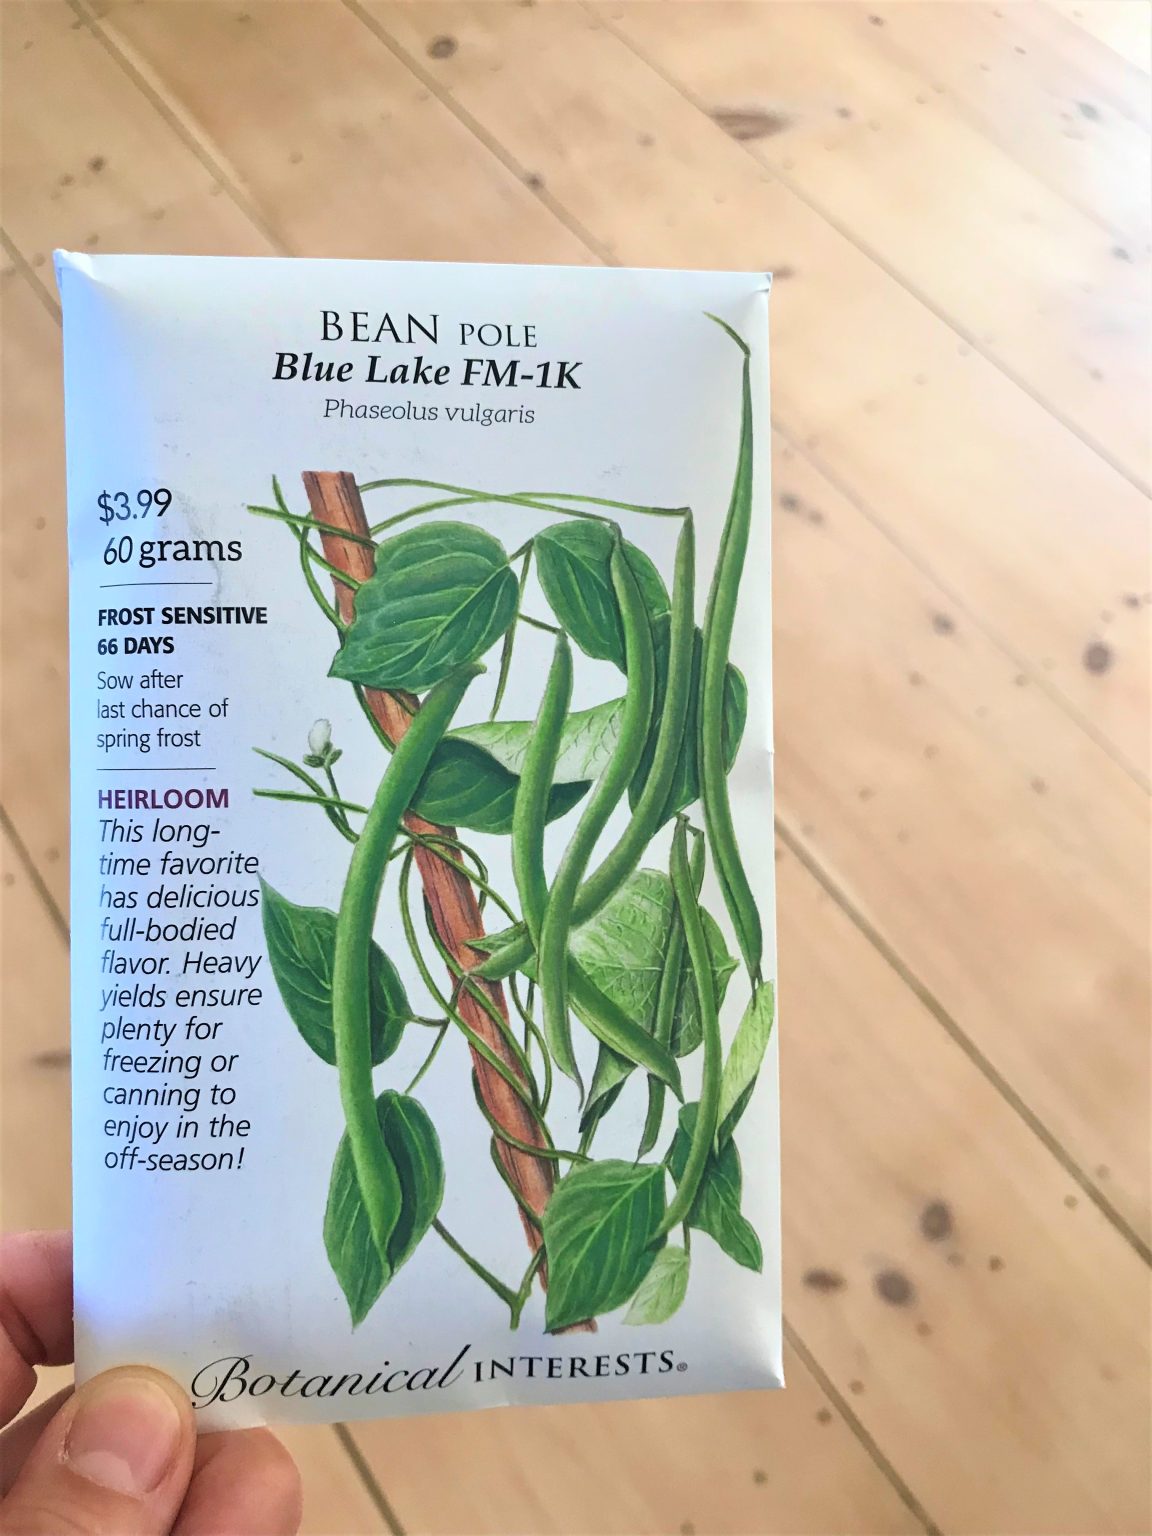 BEAN POLE
Blue Lake FM-1K
Phaseolus vulgaris
$3.99
60 grams
FROST SENSITIVE
66 DAYS
Sow after
last chance of
spring frost
HEIRLOOM
This long-
time favorite
has delicious
full-bodied
flavor. Heavy
yields ensure
plenty for
freezing or
canning to
enjoy in the
off-season!
Botanical INTERESTS®